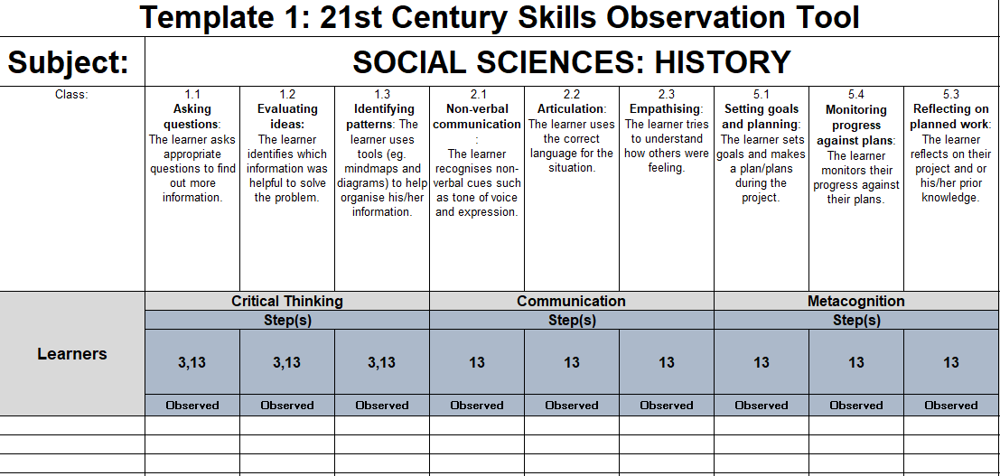 Template 1: 21st Century Skills Observation Tool
Subject:
SOCIAL SCIENCES: HISTORY
Class:
1.1
Asking
questions:
The learner asks
appropriate
questions to find
out more
information.
1.2
Evaluating
ideas:
The learner
identifies which
information was
helpful to solve
the problem.
1.3
Identifying
patterns: The
learner uses
tools (eg.
mindmaps and
diagrams) to help
organise his/her
information.
2.1
Non-verbal
communication
:
The learner
recognises non-
verbal cues such
as tone of voice
and expression.
2.2
Articulation:
The learner uses
the correct
language for the
situation.
2.3
Empathising:
The learner tries
to understand
how others were
feeling.
5.1
Setting goals
and planning:
The learner sets
goals and makes
a plan/plans
during the
project.
5.4
Monitoring
progress
against plans:
The learner
monitors their
progress against
their plans.
5.3
Reflecting on
planned work:
The learner
reflects on their
project and or
his/her prior
knowledge.
Learners
Critical Thinking
Communication
Metacognition
Step(s)
Step(s)
Step(s)
3,13
3,13
3,13
13
13
13
13
13
13
Observed
Observed
Observed
Observed
Observed
Observed
Observed
Observed
Observed